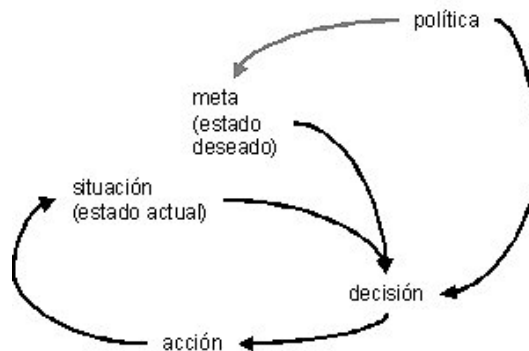 política
meta
(estado
deseado)
situación
(estado actual)
decisión
acción